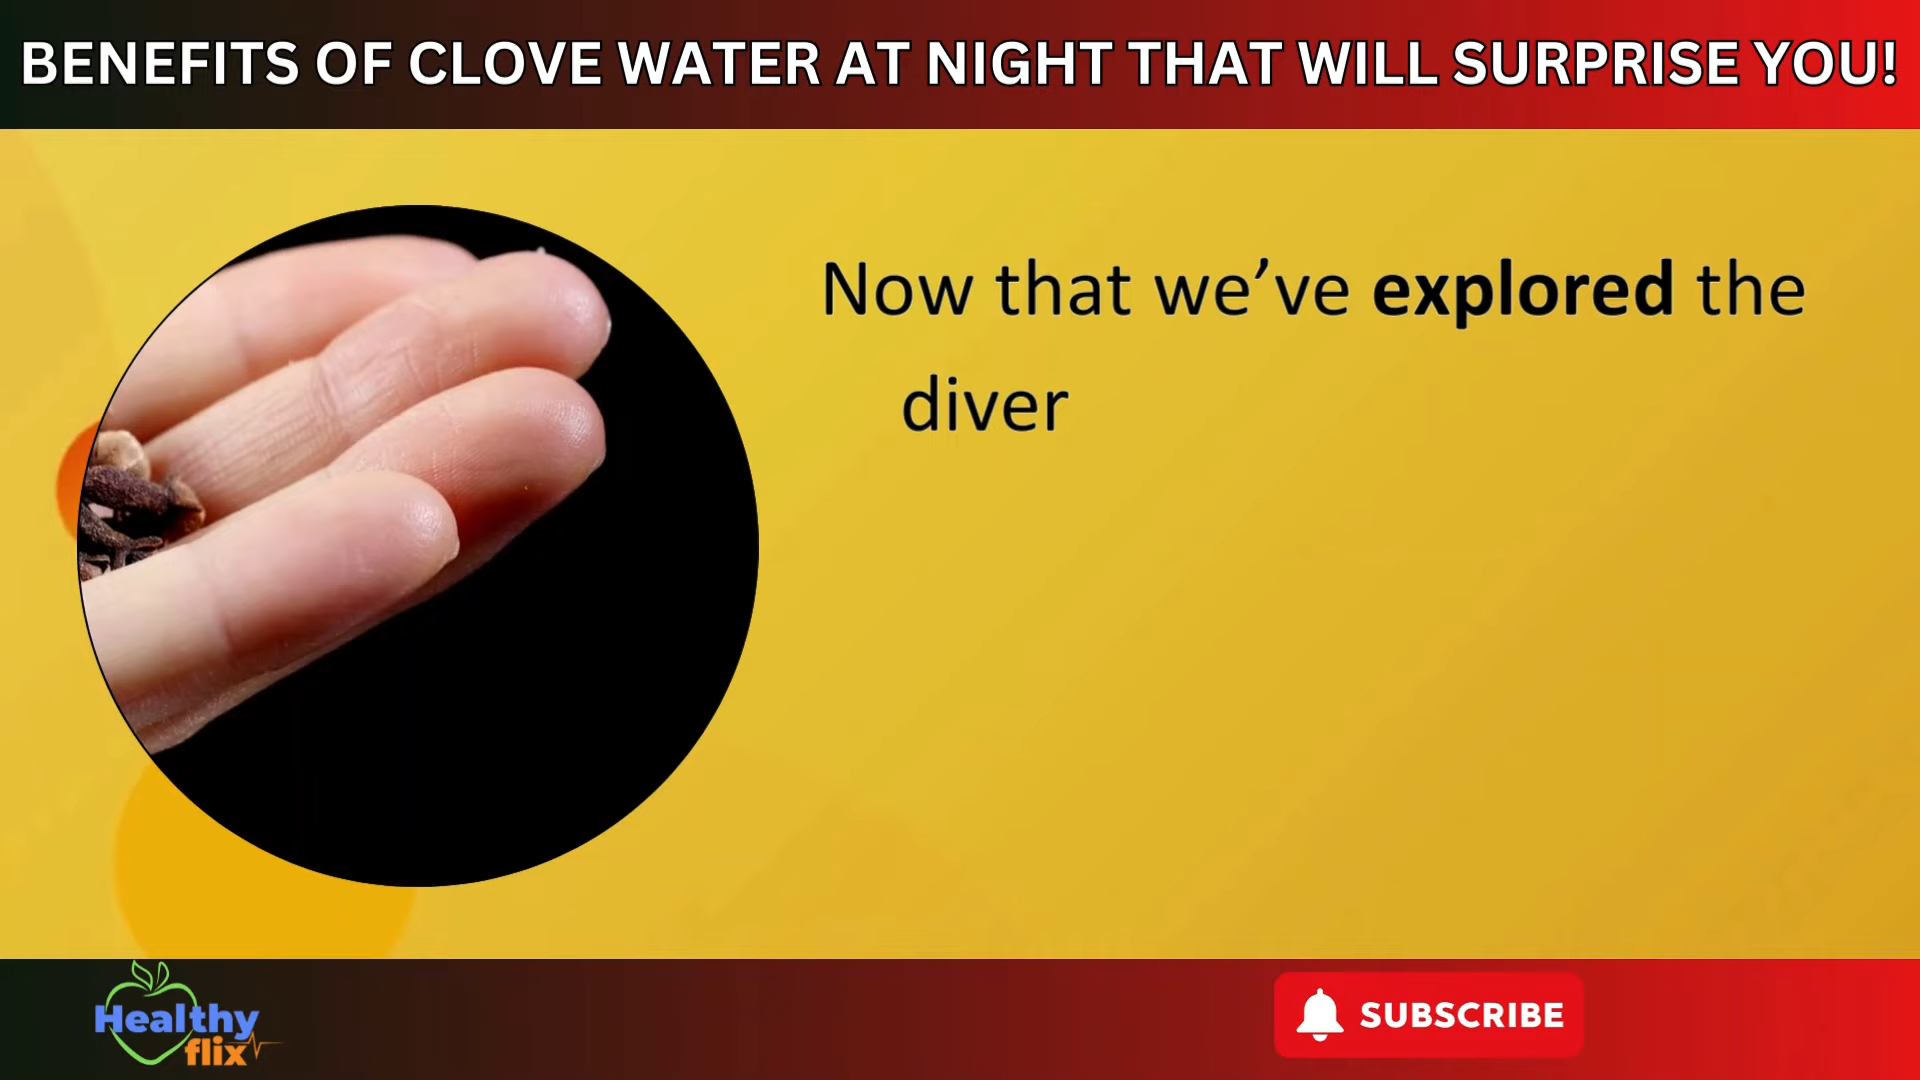 BENEFITS OF CLOVE WATER AT NIGHT THAT WILL SURPRISE YOU!
Now that we’ve explored the
diver
Healthy
flix
SUBSCRIBE